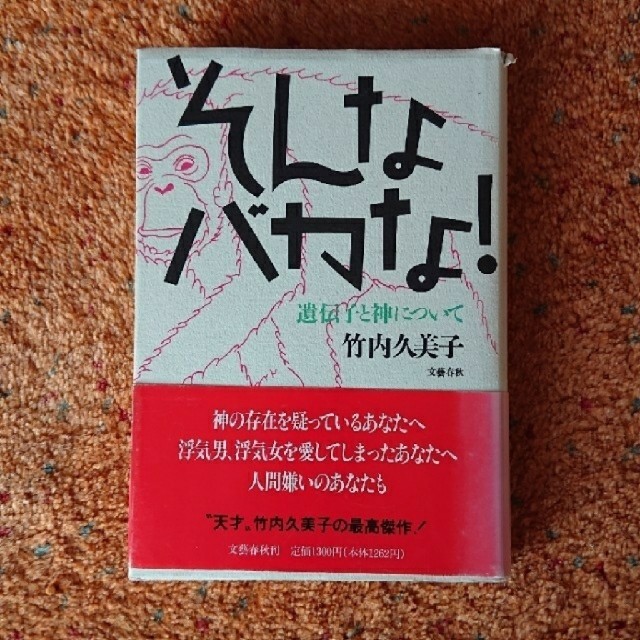 そんな
バカな!
遺伝子と神について
竹内久美子
文藝春秋
神の存在を疑っているあなたへ
浮気男、浮気女を愛してしまったあなたへ
人間嫌いのあなたも
“天才„竹内久美子の最高傑作!
文藝春秋刊 定価1300円(本体1262円)